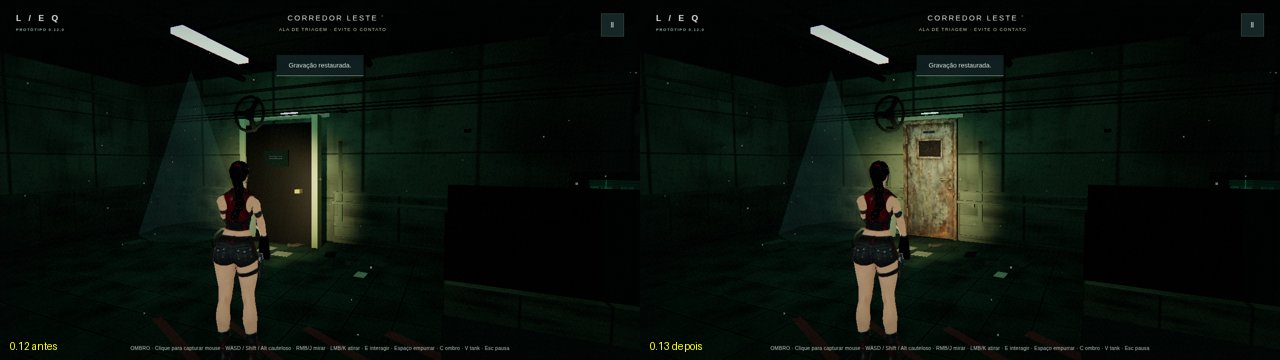 L / E Q
PROTÓTIPO 0.12.0
CORREDOR LESTE
ALA DE TRIAGEM · EVITE O CONTATO
II
Gravação restaurada.
OMBRO · Clique para capturar mouse · WASD / Shift / Alt cauteloso · RMB/J mirar · LMB/K atirar · E interagir · Espaço empurrar · C ombro · V tank · Esc pausa
0.12 antes
L / E Q
CORREDOR LESTE
ALA DE TRIAGEM · EVITE O CONTATO
II
Gravação restaurada.
OMBRO · Clique para capturar mouse · WASD / Shift / Alt cauteloso · RMB/J mirar · LMB/K atirar · E interagir · Espaço empurrar · C ombro · V tank · Esc pausa
0.13 depois